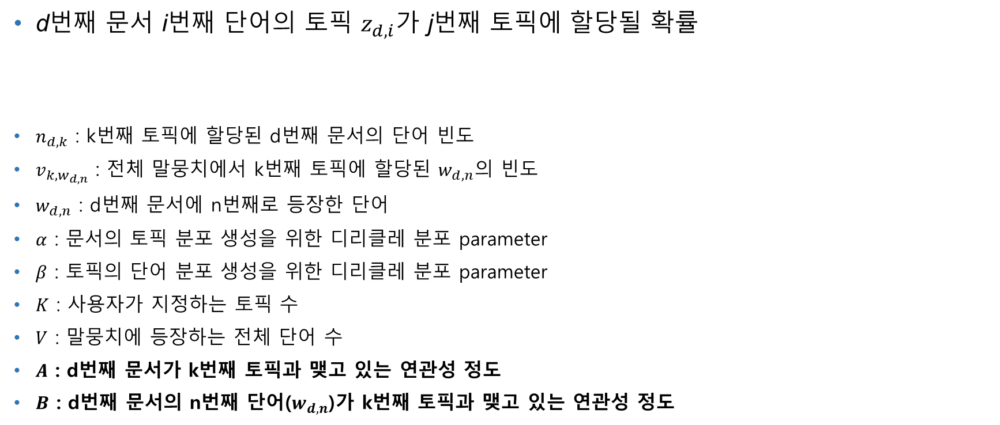 • d번째 문서 i번째 단어의 토픽 z_{d,i}가 j번째 토픽에 할당될 확률
• n_{d,k} : k번째 토픽에 할당된 d번째 문서의 단어 빈도
• v_{k,w_{d,n}} : 전체 말뭉치에서 k번째 토픽에 할당된 w_{d,n}의 빈도
• w_{d,n} : d번째 문서에 n번째로 등장한 단어
• α : 문서의 토픽 분포 생성을 위한 디리클레 분포 parameter
• β : 토픽의 단어 분포 생성을 위한 디리클레 분포 parameter
• K : 사용자가 지정하는 토픽 수
• V : 말뭉치에 등장하는 전체 단어 수
• A : d번째 문서가 k번째 토픽과 맺고 있는 연관성 정도
• B : d번째 문서의 n번째 단어(w_{d,n})가 k번째 토픽과 맺고 있는 연관성 정도